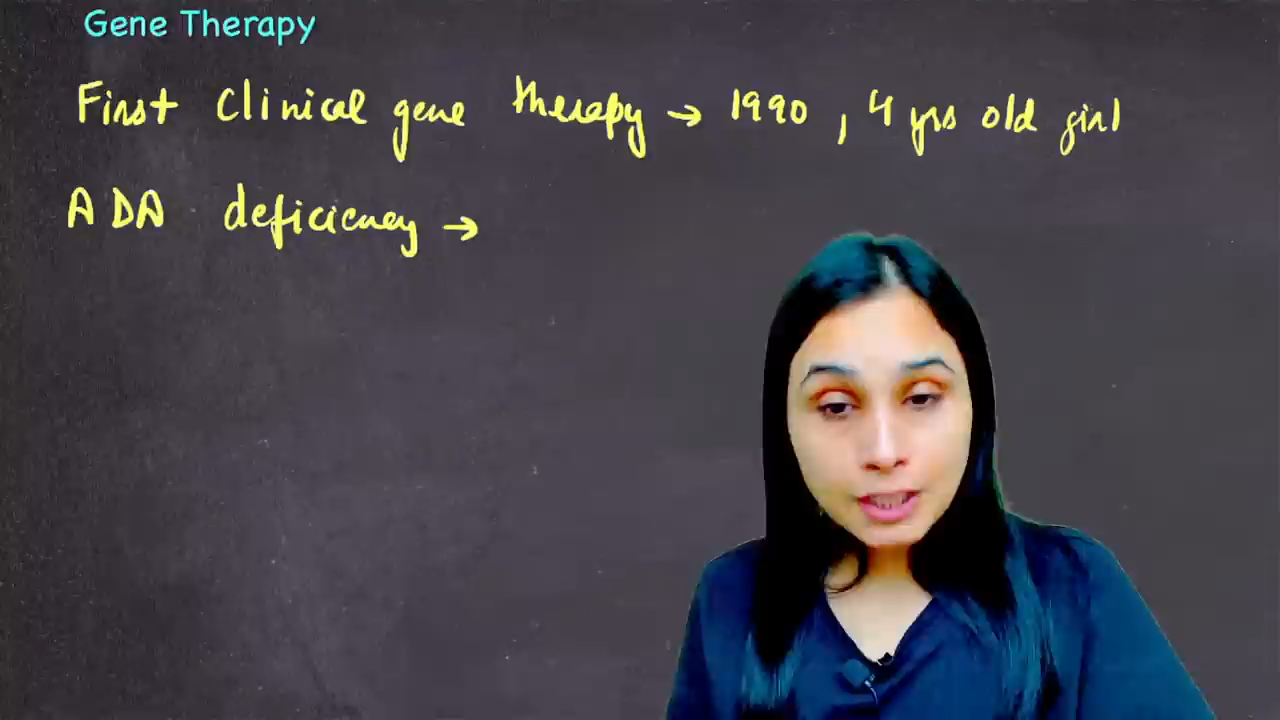 Gene Therapy
First Clinical gene therapy → 1990, 4 yrs old girl
ADA deficiency →